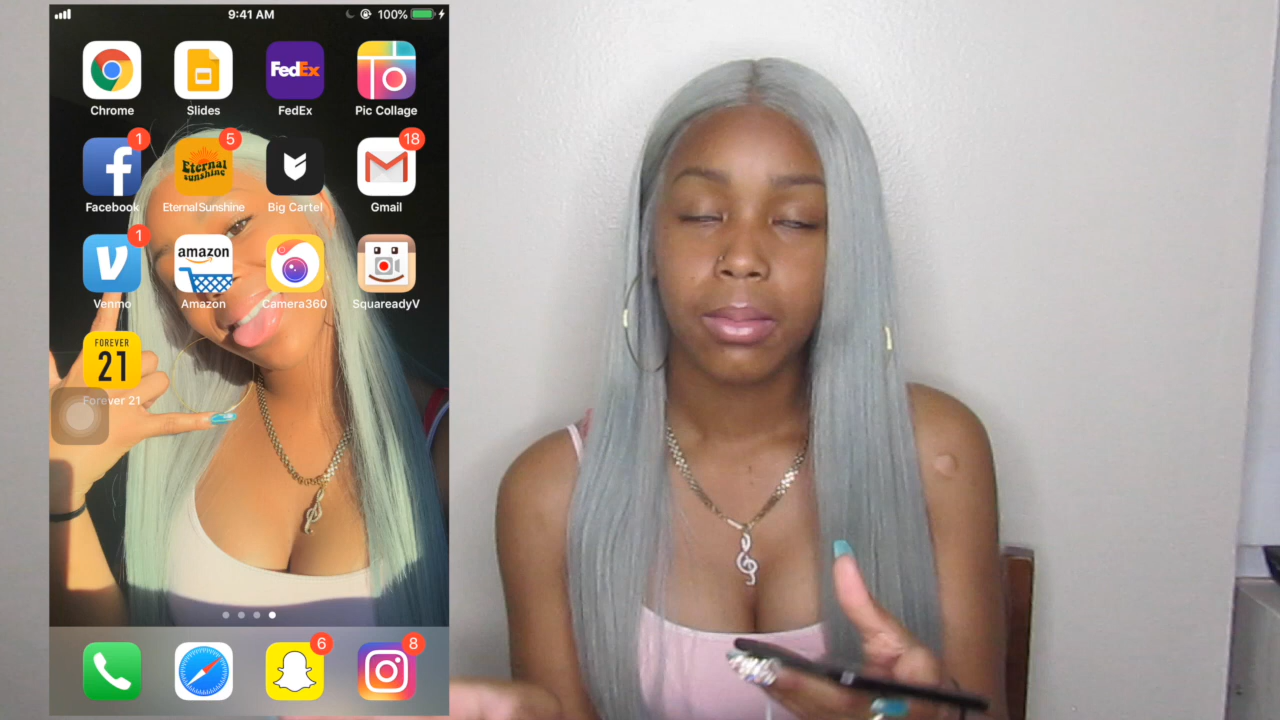 9:41 AM
100%
Chrome
Slides
FedEx
FedEx
Pic Collage
1
5
18
Eternal
sunshine
Facebook
EternalSunshine
Big Cartel
Gmail
1
amazon
Venmo
Amazon
Camera360
SquareadyV
FOREVER
21
Forever 21
6
8